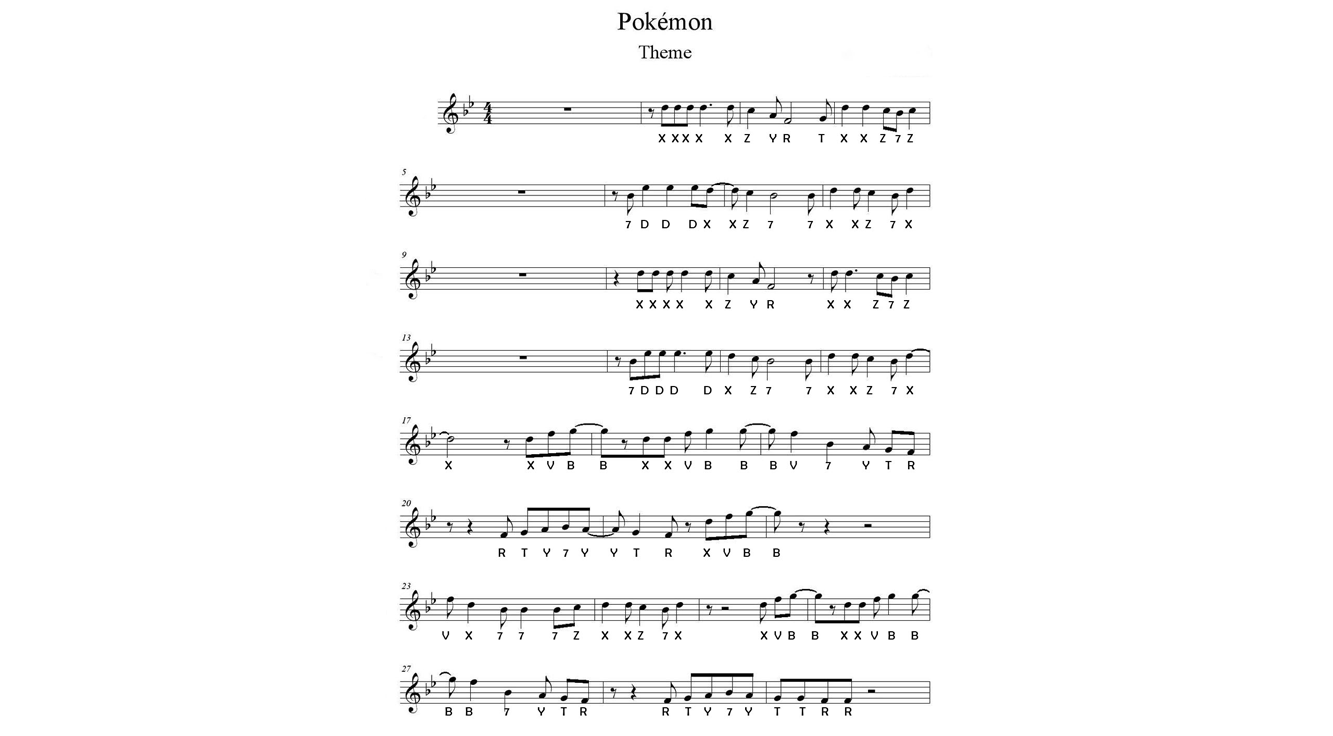 Pokémon
Theme
4
4
X X X X X Z Y R T X X Z 7 Z
5
7 D D D X X Z 7 7 X X Z 7 X
9
X X X X X Z Y R X X Z 7 Z
13
7 D D D D X Z 7 7 X X Z 7 X
17
X X V B B X X V B B B V 7 Y T R
20
R T Y 7 Y Y T R X V B B
23
V X 7 7 7 Z X X Z 7 X X V B B X X V B B
27
B B 7 Y T R R T Y 7 Y T T R R